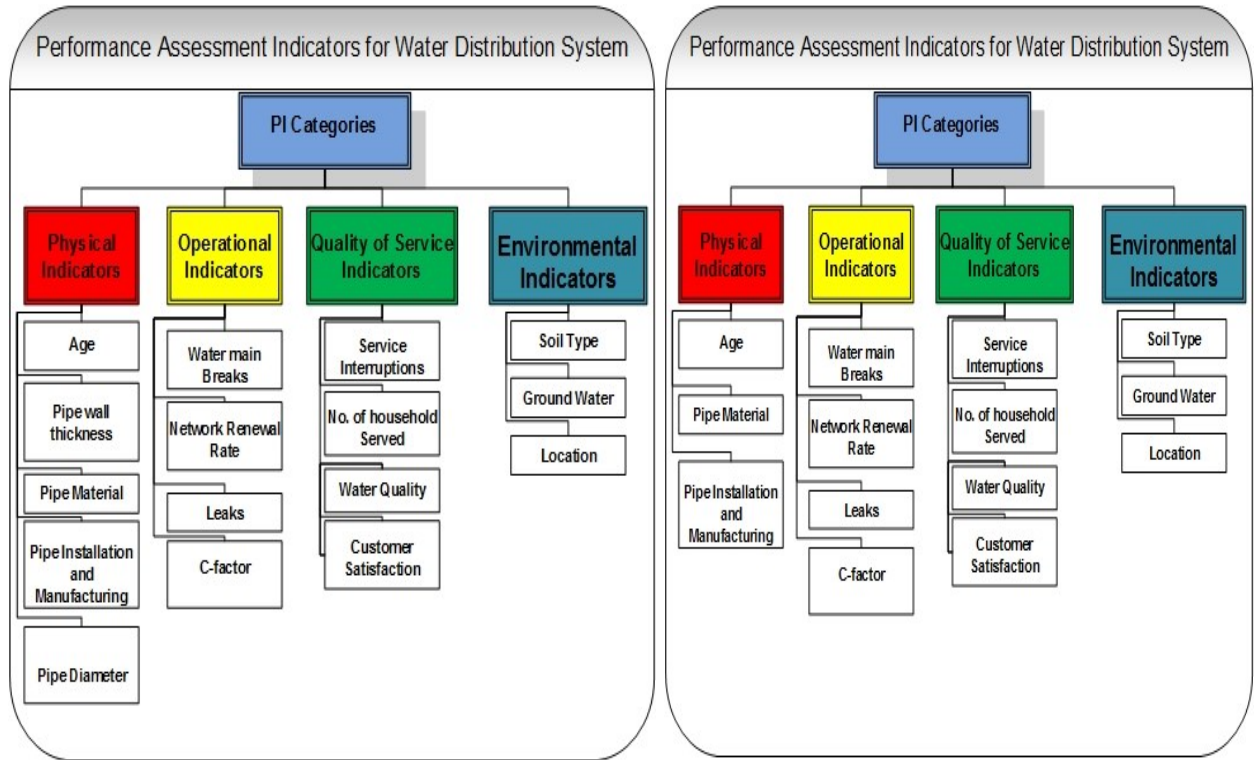 Performance Assessment Indicators for Water Distribution System
PI Categories
Physical
Indicators
Operational
Indicators
Quality of Service
Indicators
Environmental
Indicators
Age
Pipe wall
thickness
Pipe Material
Pipe Installation
and
Manufacturing
Pipe Diameter
Water main
Breaks
Network Renewal
Rate
Leaks
C-factor
Service
Interruptions
No. of household
Served
Water Quality
Customer
Satisfaction
Soil Type
Ground Water
Location
Performance Assessment Indicators for Water Distribution System
PI Categories
Physical
Indicators
Operational
Indicators
Quality of Service
Indicators
Environmental
Indicators
Age
Pipe Material
Pipe Installation
and
Manufacturing
Water main
Breaks
Network Renewal
Rate
Leaks
C-factor
Service
Interruptions
No. of household
Served
Water Quality
Customer
Satisfaction
Soil Type
Ground Water
Location